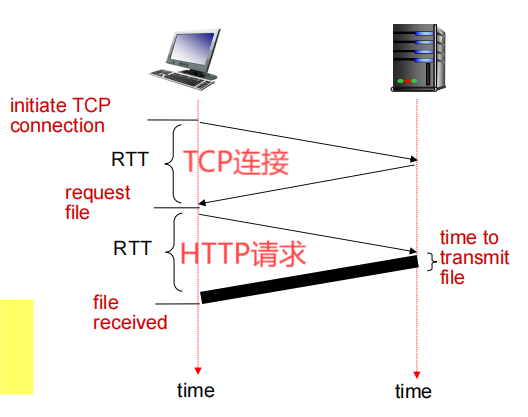 initiate TCP
connection
RTT
TCP连接
request
file
RTT
HTTP请求
time to
transmit
file
file
received
time
time